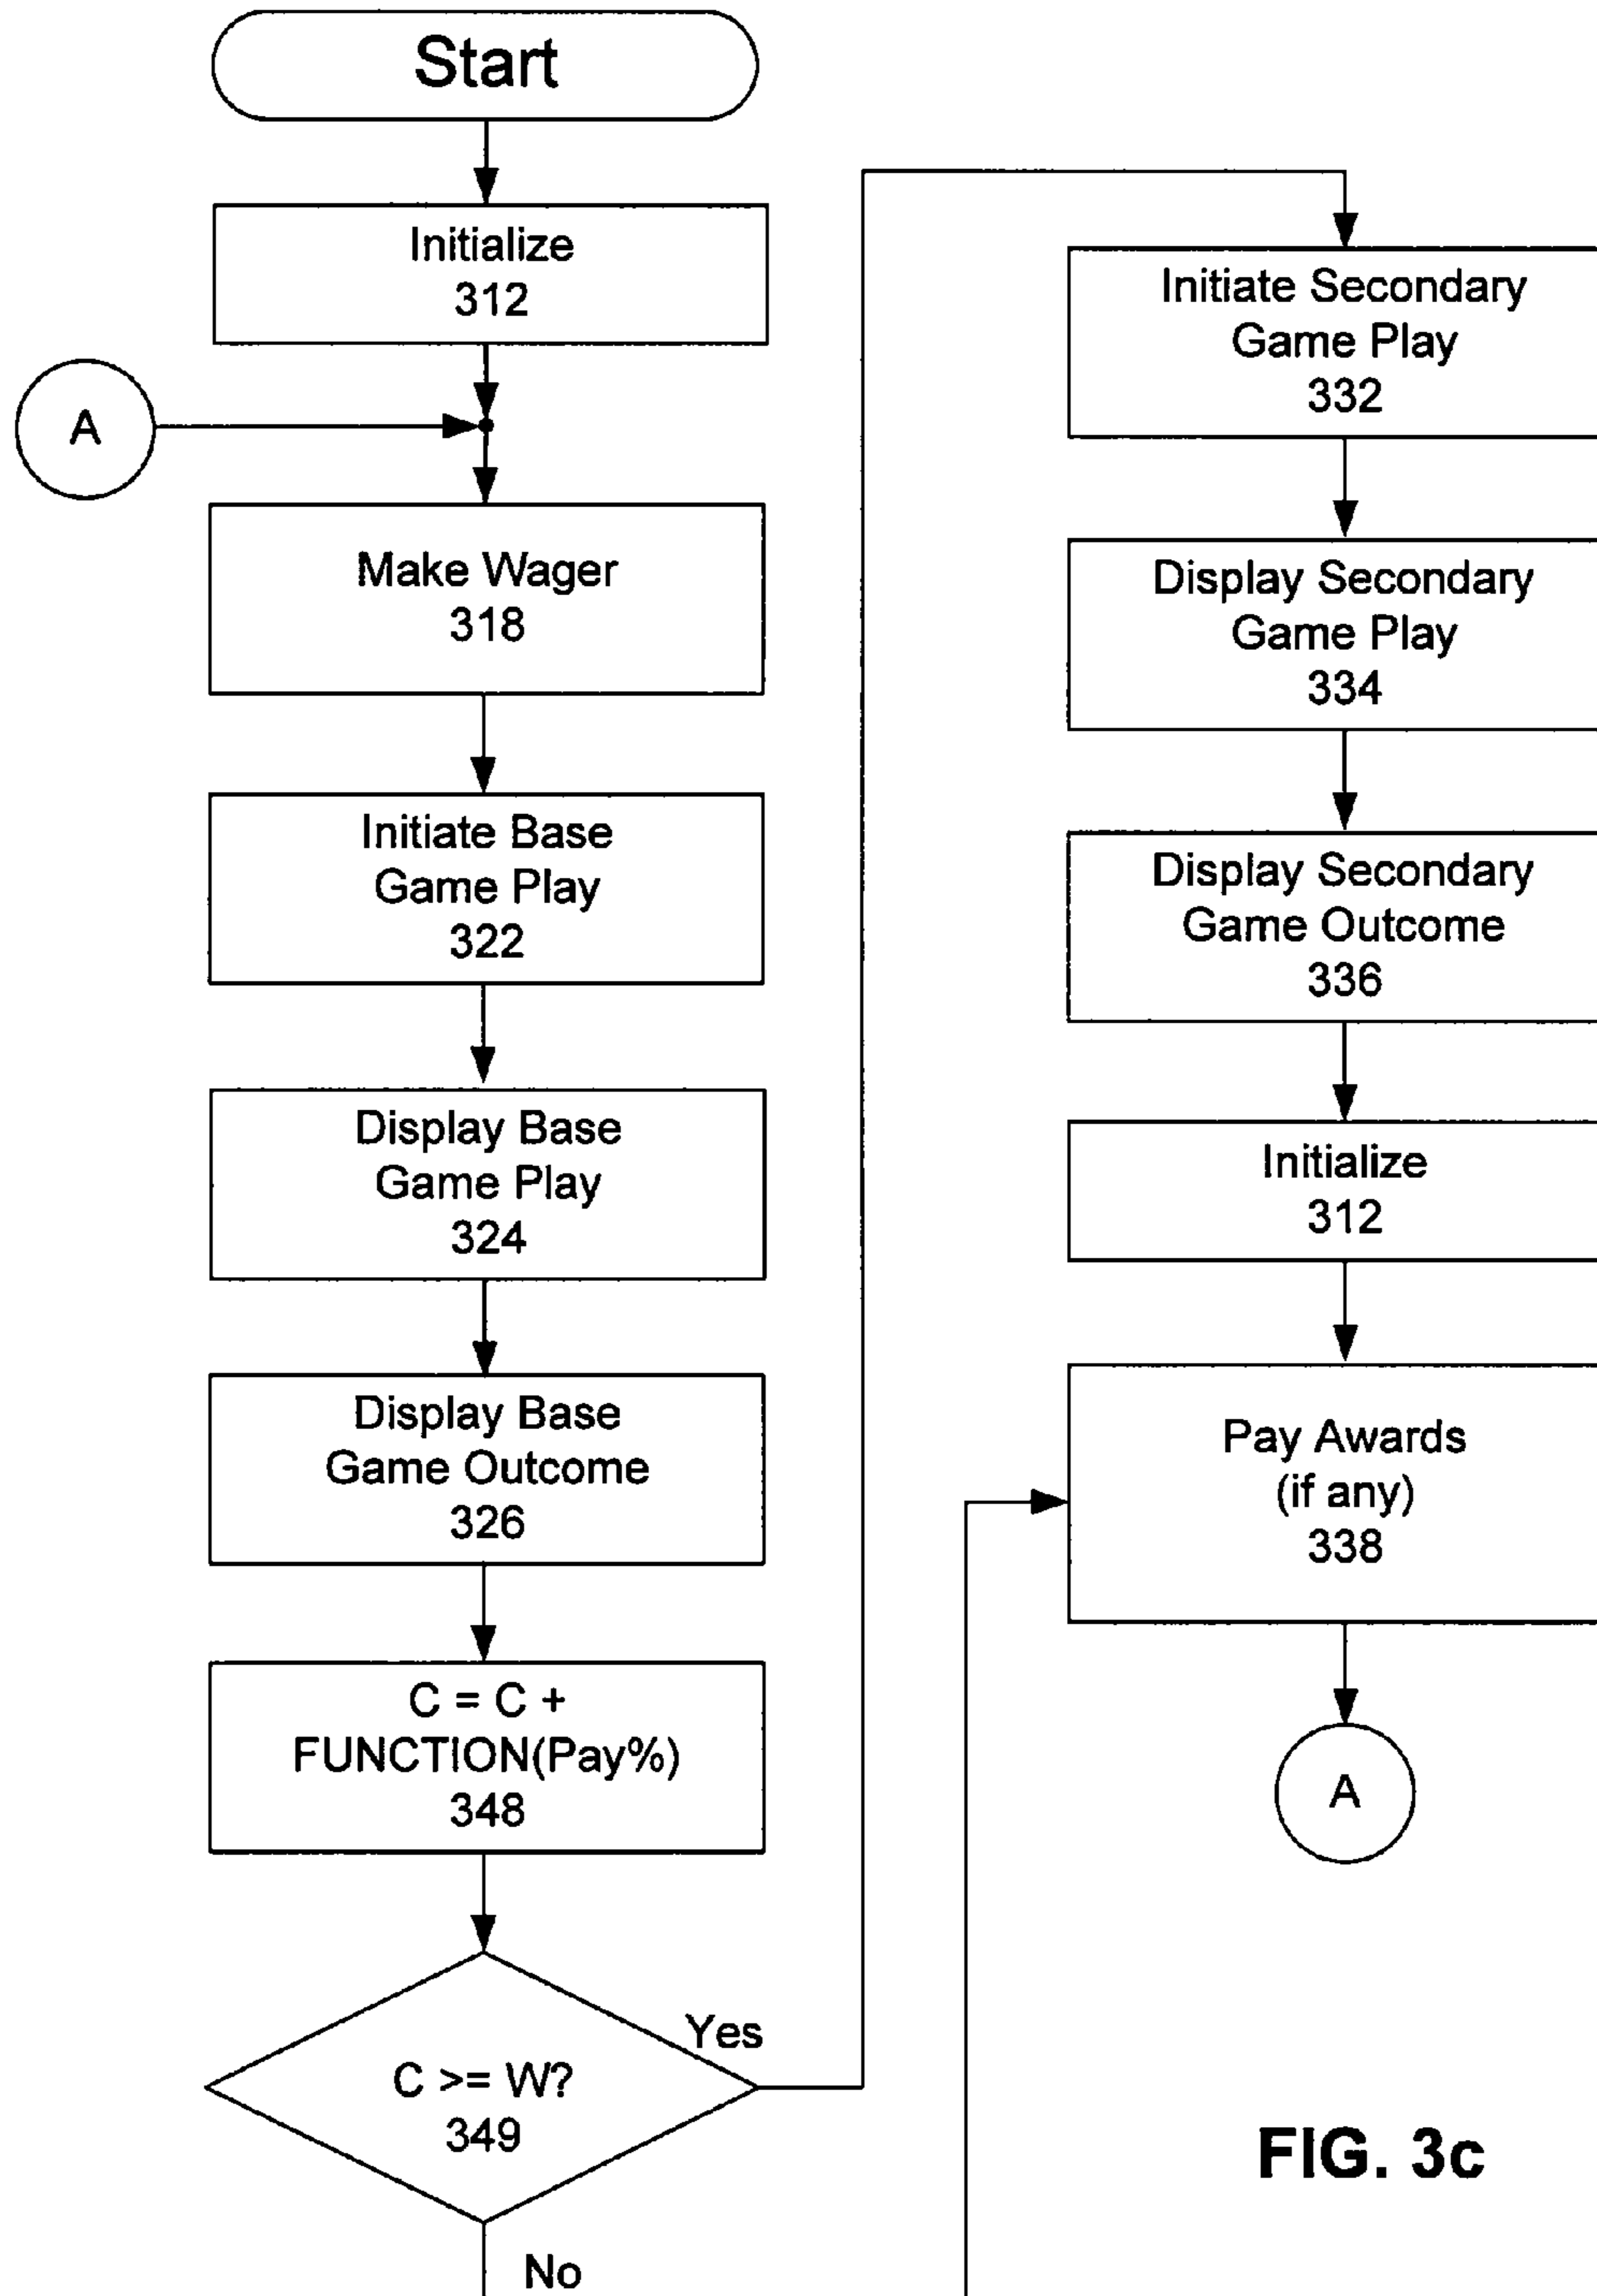 Start
Initialize
312
A
Make Wager
318
Initiate Base
Game Play
322
Display Base
Game Play
324
Display Base
Game Outcome
326
C = C +
FUNCTION(Pay%)
348
C >= W?
349
Yes
No
Initiate Secondary
Game Play
332
Display Secondary
Game Play
334
Display Secondary
Game Outcome
336
Initialize
312
Pay Awards
(if any)
338
A
FIG. 3c